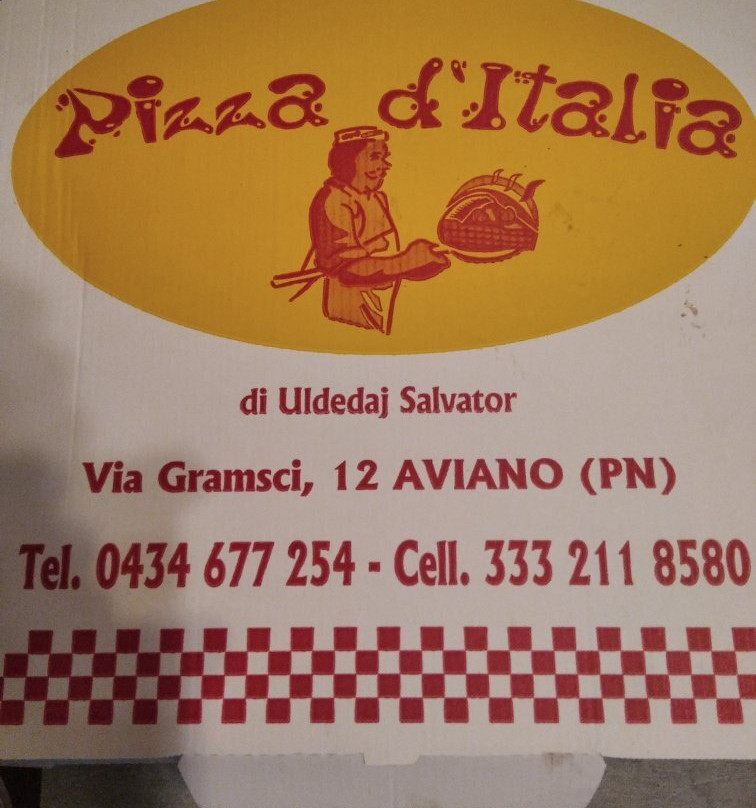 Pizza d'Italia
di Uldedaj Salvator
Via Gramsci, 12 AVIANO (PN)
Tel. 0434 677 254 - Cell. 333 211 8580